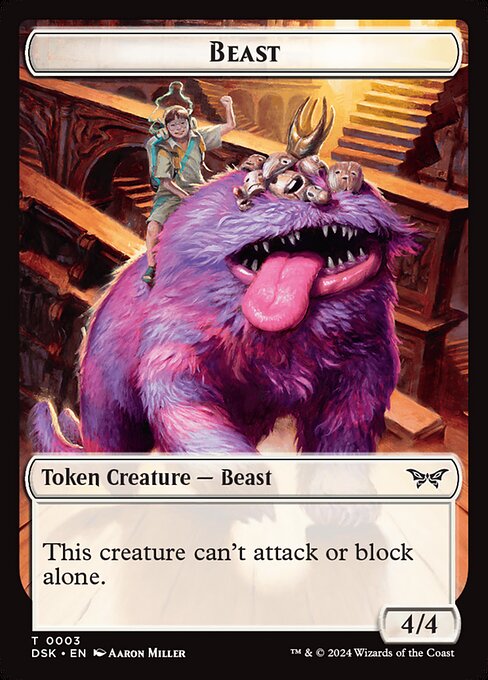 Beast
Token Creature — Beast
This creature can't attack or block
alone.
4/4
T 0003
DSK • EN Aaron Miller
™ & © 2024 Wizards of the Coast